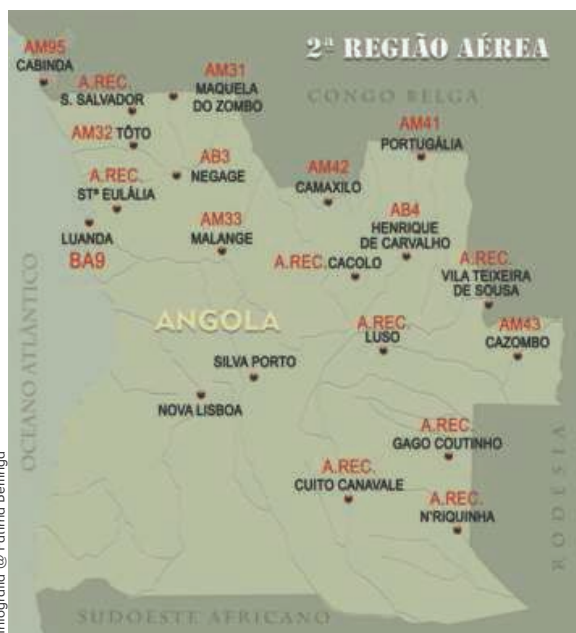 2ª REGIÃO AÉREA
AM95
CABINDA
A.REC.
S. SALVADOR
AM31
MAQUELA
DO ZOMBO
CONGO BELGA
AM32 TÔTO
AM41
PORTUGÁLIA
AB3
NEGAGE
AM42
CAMAXILO
A.REC.
STª EULÁLIA
AB4
HENRIQUE
DE CARVALHO
LUANDA
BA9
AM33
MALANGE
A.REC. CACOLO
A.REC.
VILA TEIXEIRA
DE SOUSA
OCEANO ATLÂNTICO
ANGOLA
A.REC.
LUSO
AM43
CAZOMBO
SILVA PORTO
NOVA LISBOA
A.REC.
GAGO COUTINHO
A.REC.
CUITO CANAVALE
A.REC.
N'RIQUINHA
SUDOESTE AFRICANO